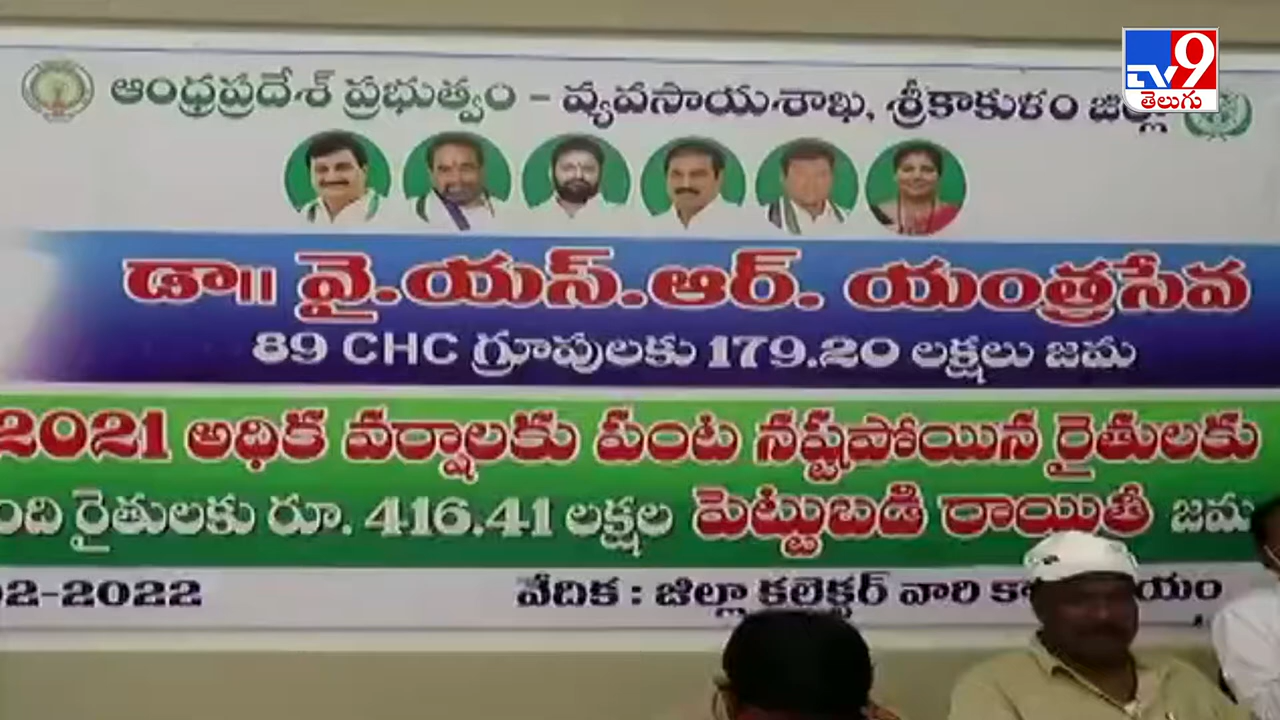 TV9
తెలుగు
ఆంధ్రప్రదేశ్ ప్రభుత్వం - వ్యవసాయశాఖ, శ్రీకాకుళం జిల్లా
డా॥ వై.యస్.ఆర్. యంత్రసేవ
89 CHC గ్రూపులకు 179.20 లక్షలు జమ
2021 అధిక వర్షాలకు పంట నష్టపోయిన రైతులకు
రైతులకు రూ. 416.41 లక్షల పెట్టుబడి రాయితీ జమ
02-2022
వేదిక : జిల్లా కలెక్టర్ వారి